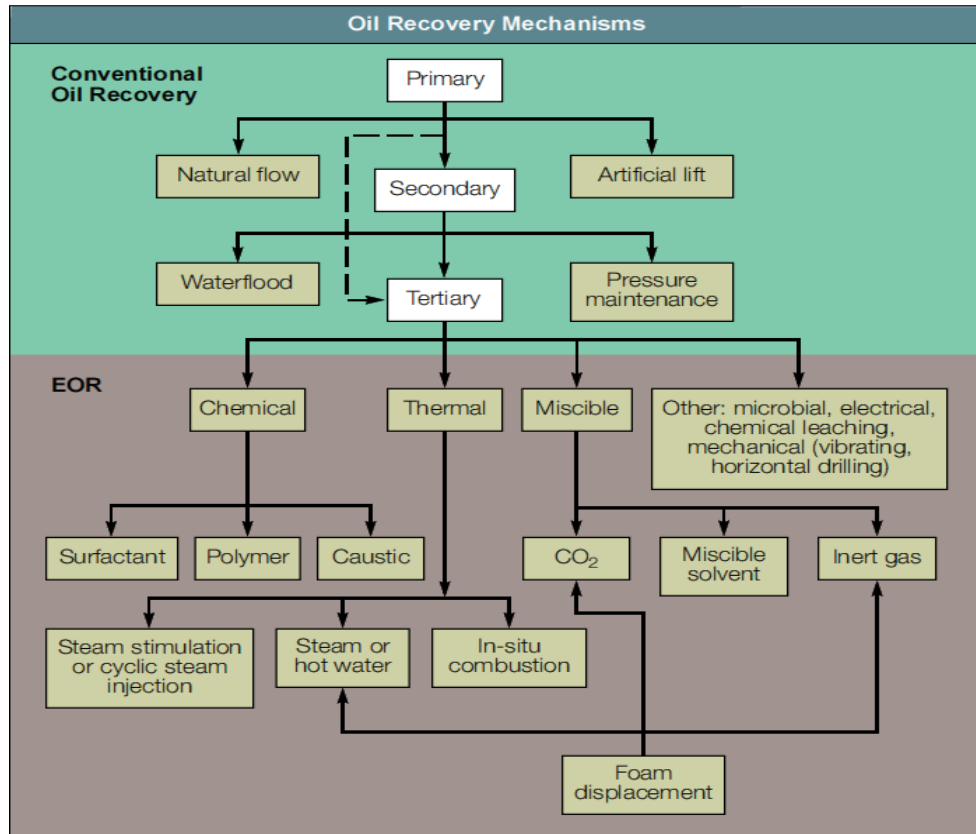 Oil Recovery Mechanisms
Conventional
Oil Recovery
Primary
Natural flow
Secondary
Artificial lift
Waterflood
Tertiary
Pressure
maintenance
EOR
Chemical
Thermal
Miscible
Other: microbial, electrical,
chemical leaching,
mechanical (vibrating,
horizontal drilling)
Surfactant
Polymer
Caustic
CO₂
Miscible
solvent
Inert gas
Steam stimulation
or cyclic steam
injection
Steam or
hot water
In-situ
combustion
Foam
displacement